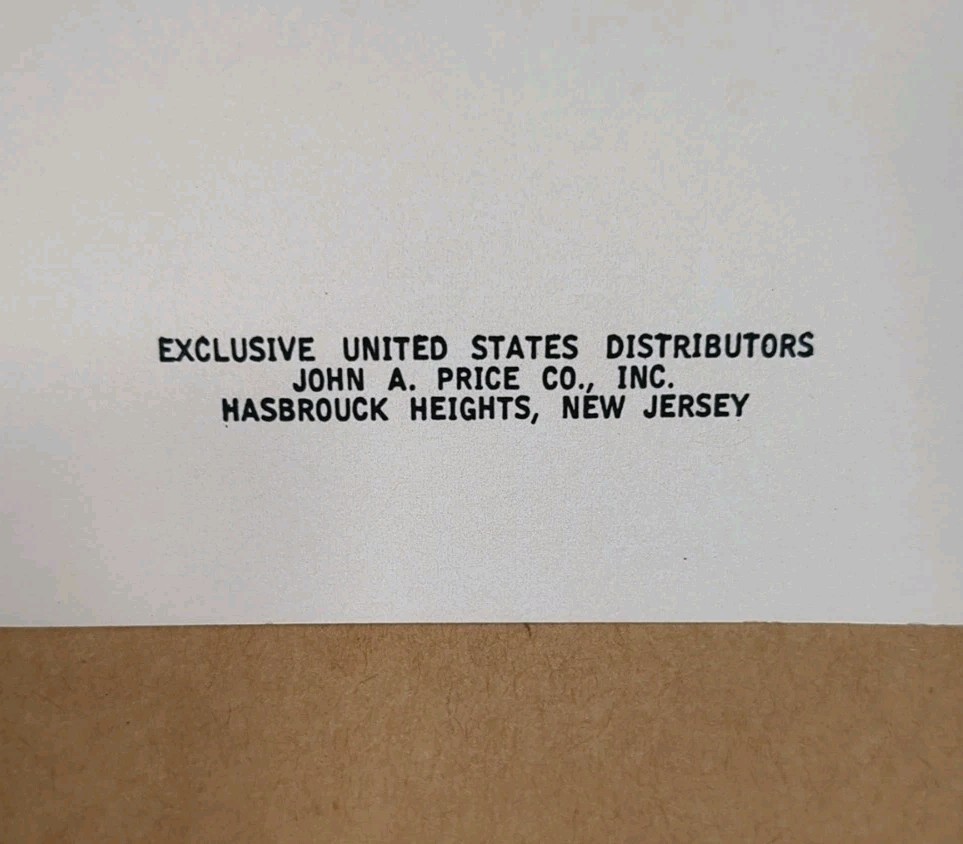 EXCLUSIVE UNITED STATES DISTRIBUTORS
JOHN A. PRICE CO., INC.
HASBROUCK HEIGHTS, NEW JERSEY